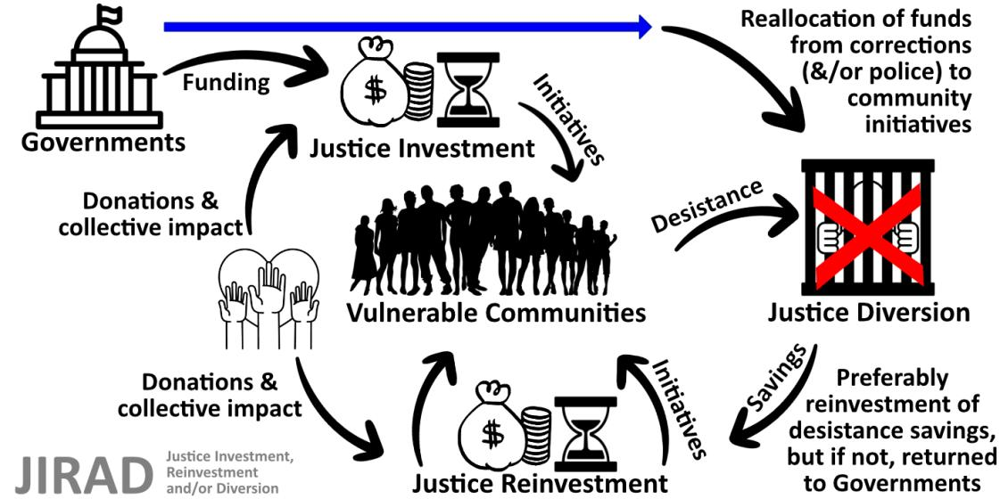 Reallocation of funds
from corrections
(&/or police) to
community
initiatives
Funding
Governments
$
Justice Investment
Initiatives
Donations &
collective impact
Desistance
Vulnerable Communities
Justice Diversion
Donations &
collective impact
$
Justice Reinvestment
Initiatives
Savings
Preferably
reinvestment of
desistance savings,
but if not, returned
to Governments
JIRAD
Justice Investment,
Reinvestment
and/or Diversion